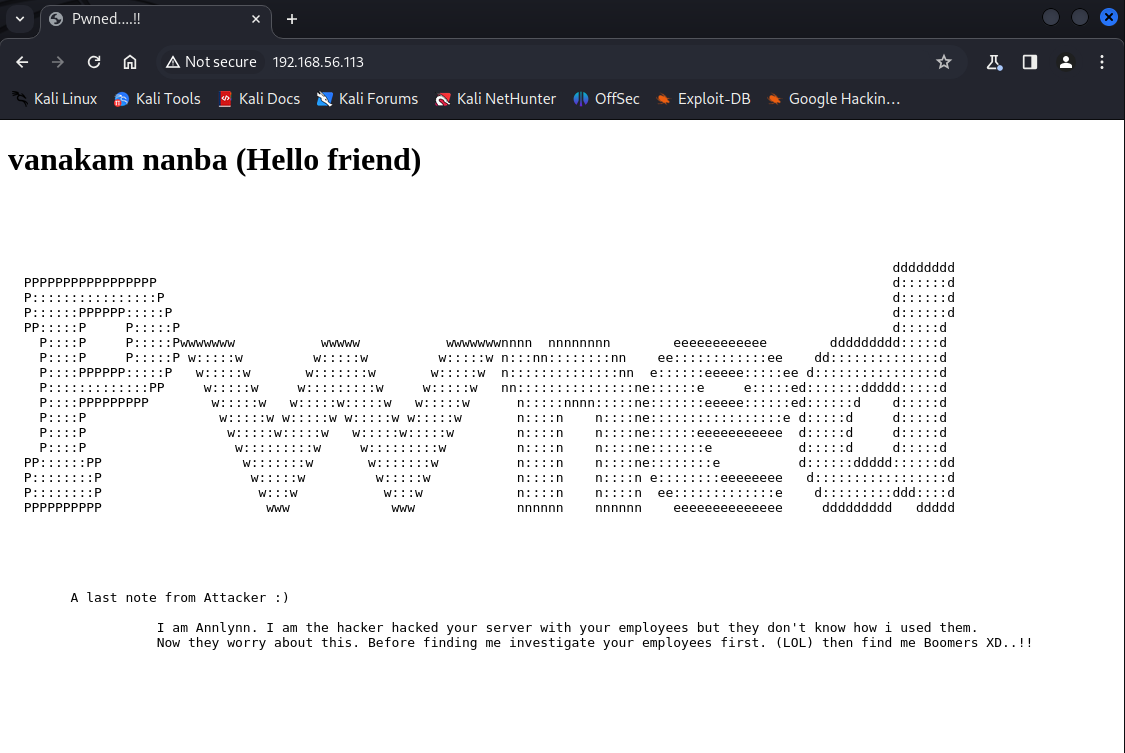 Pwned....!!
Not secure 192.168.56.113
Kali Linux Kali Tools Kali Docs Kali Forums Kali NetHunter OffSec Exploit-DB Google Hackin…
vanakam nanba (Hello friend)
                                                                                                               dddddddd
PPPPPPPPPPPPPPPPP                                                                                              d::::::d
P::::::::::::::::P                                                                                             d::::::d
P::::::PPPPPP:::::P                                                                                            d::::::d
PP:::::P     P:::::P                                                                                           d:::::d
  P::::P     P:::::Pwwwwwww           wwwww           wwwwwwwnnnn  nnnnnnnn        eeeeeeeeeeee        ddddddddd:::::d
  P::::P     P:::::P w:::::w         w:::::w         w:::::w n:::nn::::::::nn    ee::::::::::::ee    dd::::::::::::::d
  P::::PPPPPP:::::P   w:::::w       w:::::::w       w:::::w  n::::::::::::::nn  e::::::eeeee:::::ee d::::::::::::::::d
  P:::::::::::::PP     w:::::w     w:::::::::w     w:::::w   nn:::::::::::::::ne::::::e     e:::::ed:::::::ddddd:::::d
  P::::PPPPPPPPP        w:::::w   w:::::w:::::w   w:::::w      n:::::nnnn:::::ne:::::::eeeee::::::ed::::::d    d:::::d
  P::::P                 w:::::w w:::::w w:::::w w:::::w       n::::n    n::::ne:::::::::::::::::e d:::::d     d:::::d
  P::::P                  w:::::w:::::w   w:::::w:::::w        n::::n    n::::ne::::::eeeeeeeeeee  d:::::d     d:::::d
  P::::P                   w:::::::::w     w:::::::::w         n::::n    n::::ne:::::::e           d:::::d     d:::::d
PP::::::PP                  w:::::::w       w:::::::w          n::::n    n::::ne::::::::e          d::::::ddddd::::::dd
P::::::::P                   w:::::w         w:::::w           n::::n    n::::n e::::::::eeeeeeee   d:::::::::::::::::d
P::::::::P                    w:::w           w:::w            n::::n    n::::n  ee:::::::::::::e    d:::::::::ddd::::d
PPPPPPPPPP                     www             www             nnnnnn    nnnnnn    eeeeeeeeeeeeee     ddddddddd   ddddd
A last note from Attacker :)
I am Annlynn. I am the hacker hacked your server with your employees but they don't know how i used them.
Now they worry about this. Before finding me investigate your employees first. (LOL) then find me Boomers XD..!!